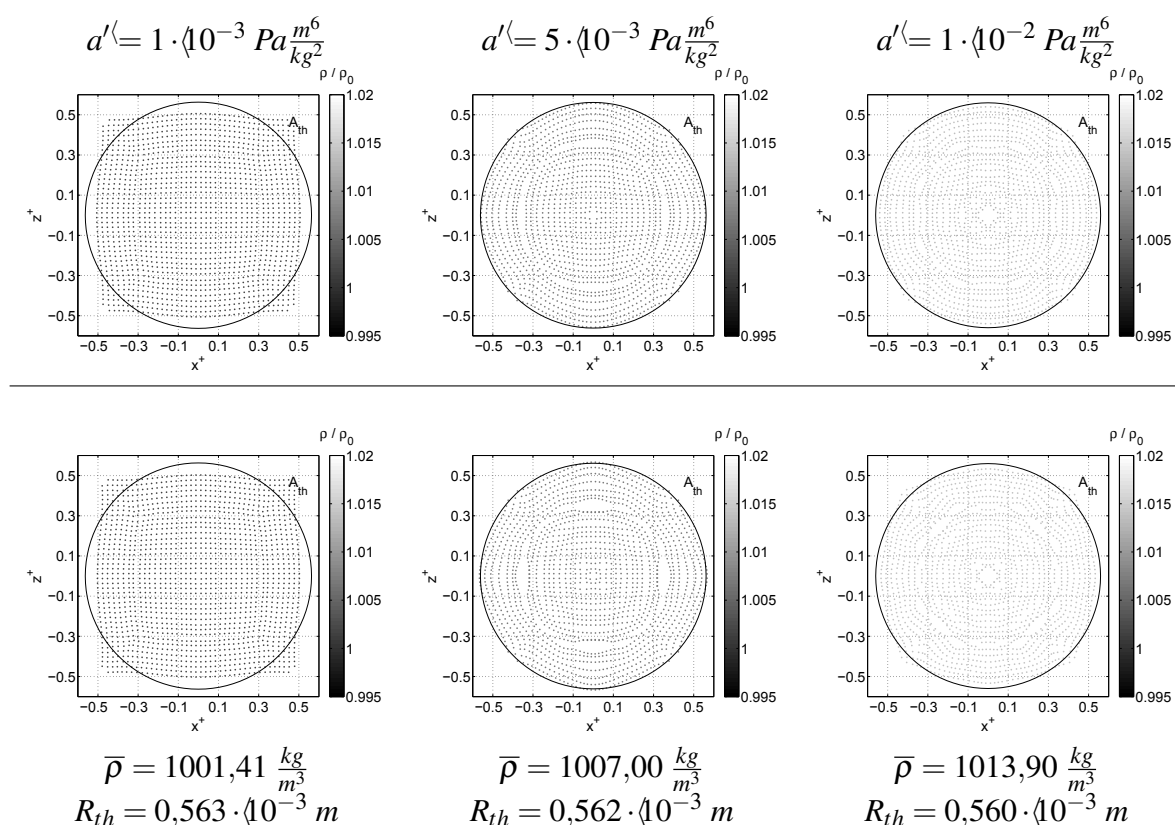 a′⟨= 1 ·⟨10⁻³ Pa m⁶/kg²
a′⟨= 5 ·⟨10⁻³ Pa m⁶/kg²
a′⟨= 1 ·⟨10⁻² Pa m⁶/kg²
ρ / ρ₀
1.02
1.015
1.01
1.005
1
0.995
A_th
0.5
0.3
0.1
−0.1
−0.3
−0.5
z⁺
−0.5 −0.3 −0.1 0.1 0.3 0.5
x⁺
ρ / ρ₀
1.02
1.015
1.01
1.005
1
0.995
A_th
0.5
0.3
0.1
−0.1
−0.3
−0.5
z⁺
−0.5 −0.3 −0.1 0.1 0.3 0.5
x⁺
ρ / ρ₀
1.02
1.015
1.01
1.005
1
0.995
A_th
0.5
0.3
0.1
−0.1
−0.3
−0.5
z⁺
−0.5 −0.3 −0.1 0.1 0.3 0.5
x⁺
ρ / ρ₀
1.02
1.015
1.01
1.005
1
0.995
A_th
0.5
0.3
0.1
−0.1
−0.3
−0.5
z⁺
−0.5 −0.3 −0.1 0.1 0.3 0.5
x⁺
ρ / ρ₀
1.02
1.015
1.01
1.005
1
0.995
A_th
0.5
0.3
0.1
−0.1
−0.3
−0.5
z⁺
−0.5 −0.3 −0.1 0.1 0.3 0.5
x⁺
ρ / ρ₀
1.02
1.015
1.01
1.005
1
0.995
A_th
0.5
0.3
0.1
−0.1
−0.3
−0.5
z⁺
−0.5 −0.3 −0.1 0.1 0.3 0.5
x⁺
ρ̅ = 1001,41 kg/m³
R_th = 0,563 ·⟨10⁻³ m
ρ̅ = 1007,00 kg/m³
R_th = 0,562 ·⟨10⁻³ m
ρ̅ = 1013,90 kg/m³
R_th = 0,560 ·⟨10⁻³ m